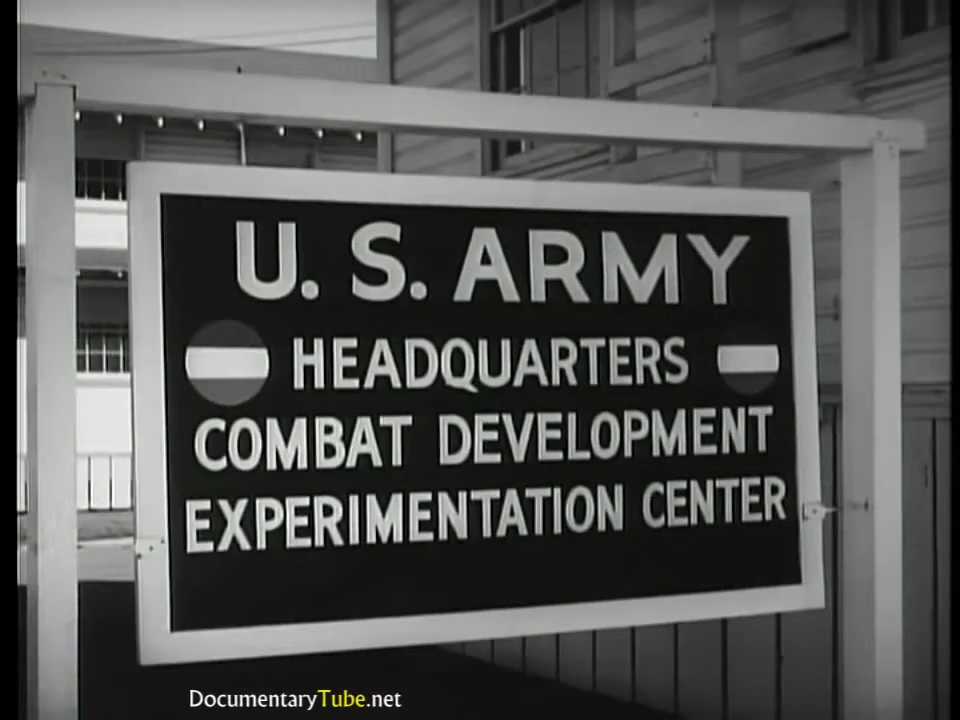 U. S. ARMY
HEADQUARTERS
COMBAT DEVELOPMENT
EXPERIMENTATION CENTER
DocumentaryTube.net